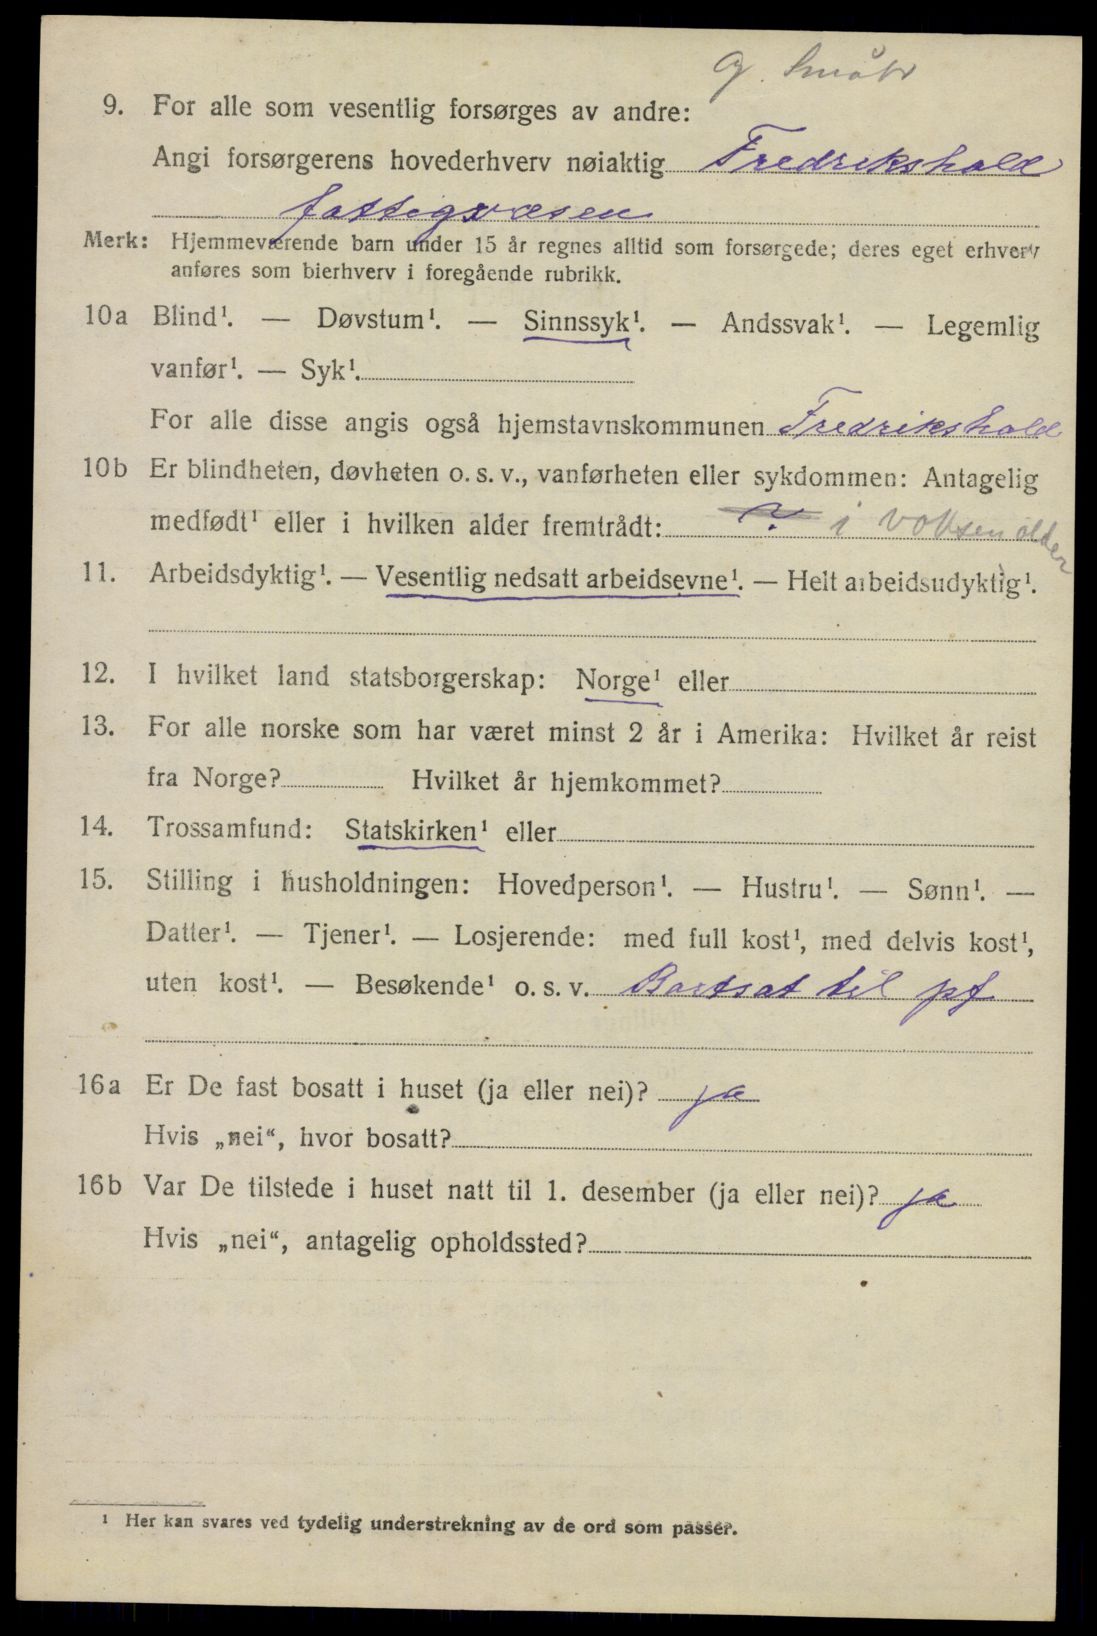 9. For alle som vesentlig forsørges av andre:
Angi forsørgerens hovederhverv nøiaktig Fredrikshald
fattigvæsen
Merk: Hjemmeværende barn under 15 år regnes alltid som forsørgede; deres eget erhverv
anføres som bierhverv i foregående rubrikk.
10a Blind¹. — Døvstum¹. — Sinnssyk¹. — Andssvak¹. — Legemlig
vanfør¹. — Syk¹.
For alle disse angis også hjemstavnskommunen Fredrikshald
10b Er blindheten, døvheten o. s. v., vanførheten eller sykdommen: Antagelig
medfødt¹ eller i hvilken alder fremtrådt: ? i voksen alder
11. Arbeidsdyktig¹. — Vesentlig nedsatt arbeidsevne¹. — Helt arbeidsudyktig¹.
12. I hvilket land statsborgerskap: Norge¹ eller
13. For alle norske som har været minst 2 år i Amerika: Hvilket år reist
fra Norge? Hvilket år hjemkommet?
14. Trossamfund: Statskirken¹ eller
15. Stilling i husholdningen: Hovedperson¹. — Hustru¹. — Sønn¹. —
Datter¹. — Tjener¹. — Losjerende: med full kost¹, med delvis kost¹,
uten kost¹. — Besøkende¹ o. s. v. Bortsat til pf
16a Er De fast bosatt i huset (ja eller nei)? ja
Hvis „nei“, hvor bosatt?
16b Var De tilstede i huset natt til 1. desember (ja eller nei)? ja
Hvis „nei“, antagelig opholdssted?
¹ Her kan svares ved tydelig understrekning av de ord som passer.